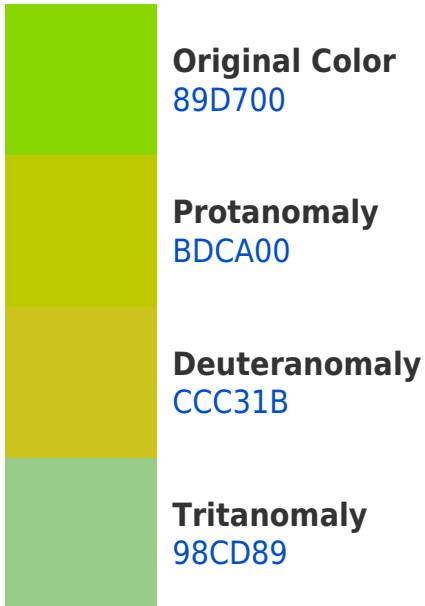 Original Color
89D700
Protanomaly
BDCA00
Deuteranomaly
CCC31B
Tritanomaly
98CD89